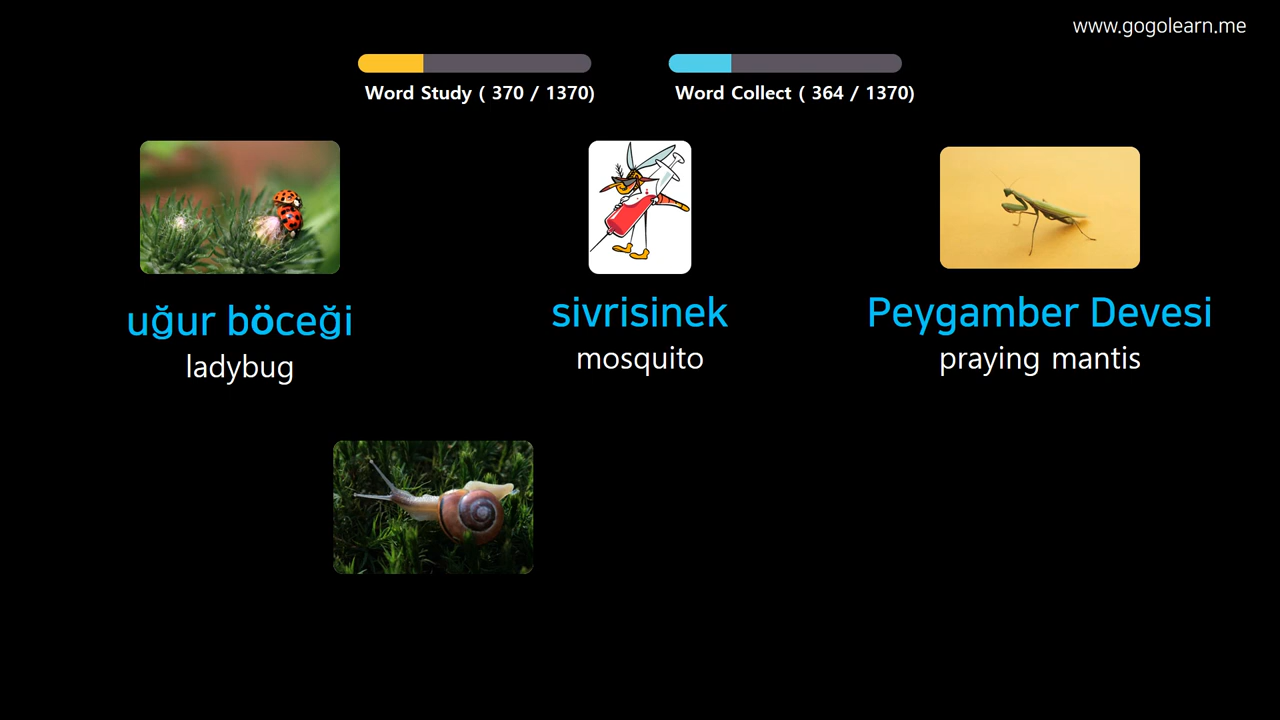 www.gogolearn.me
Word Study ( 370 / 1370)
Word Collect ( 364 / 1370)
uğur böceği
ladybug
sivrisinek
mosquito
Peygamber Devesi
praying mantis